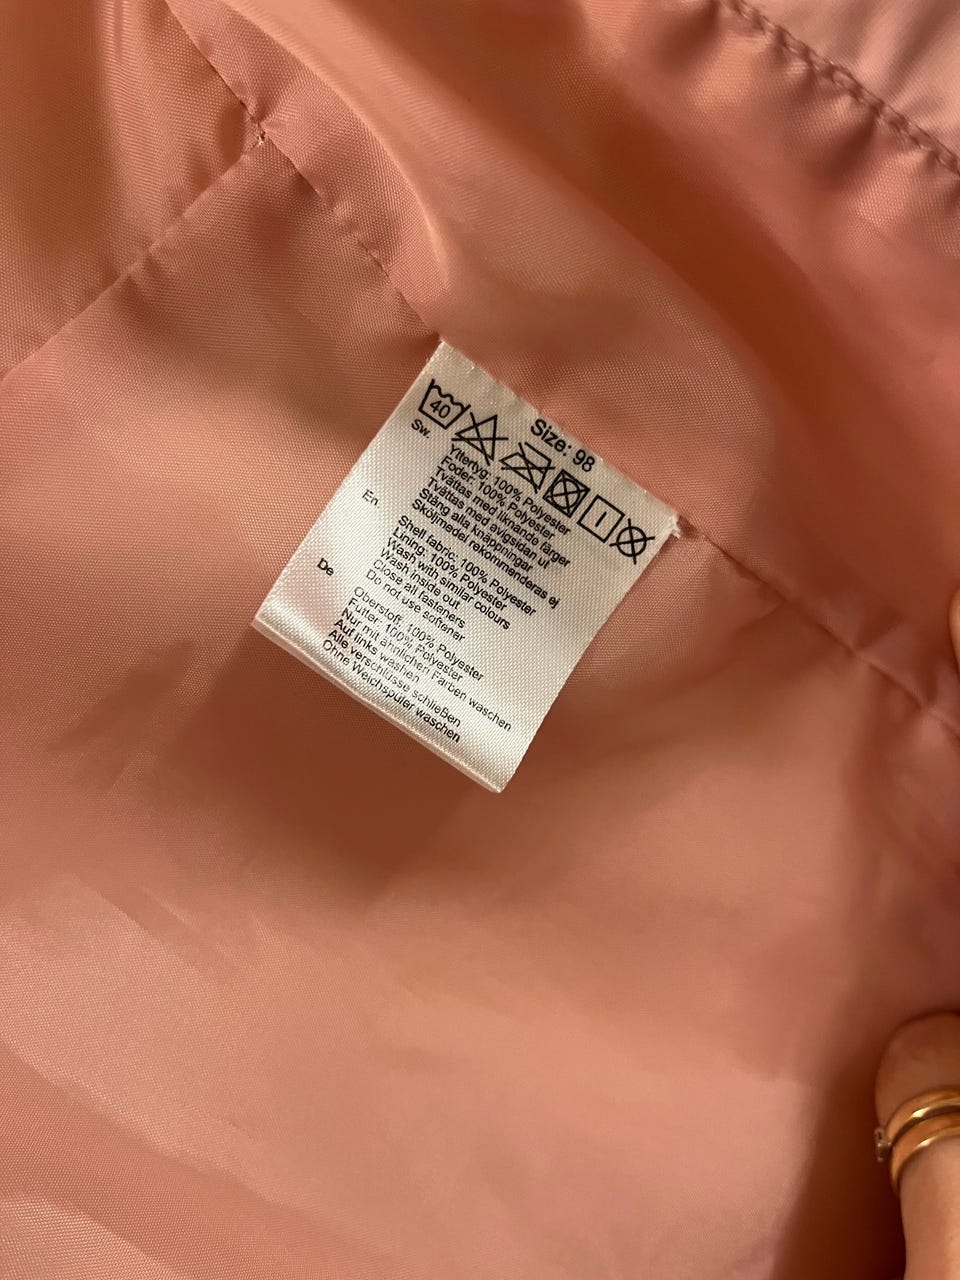 40
Size: 98
Sw.
Yttertyg: 100% Polyester
Foder: 100% Polyester
Tvättas med liknande färger
Tvättas med avigsidan ut
Stäng alla knäppningar
Sköljmedel rekommenderas ej
En
Shell fabric: 100% Polyester
Lining: 100% Polyester
Wash with similar colours
Wash inside out
Close all fasteners
Do not use softener
De
Oberstoff: 100% Polyester
Futter: 100% Polyester
Nur mit ähnlichen Farben waschen
Auf links washen
Alle verschlüsse schließen
Ohne Weichspüler waschen